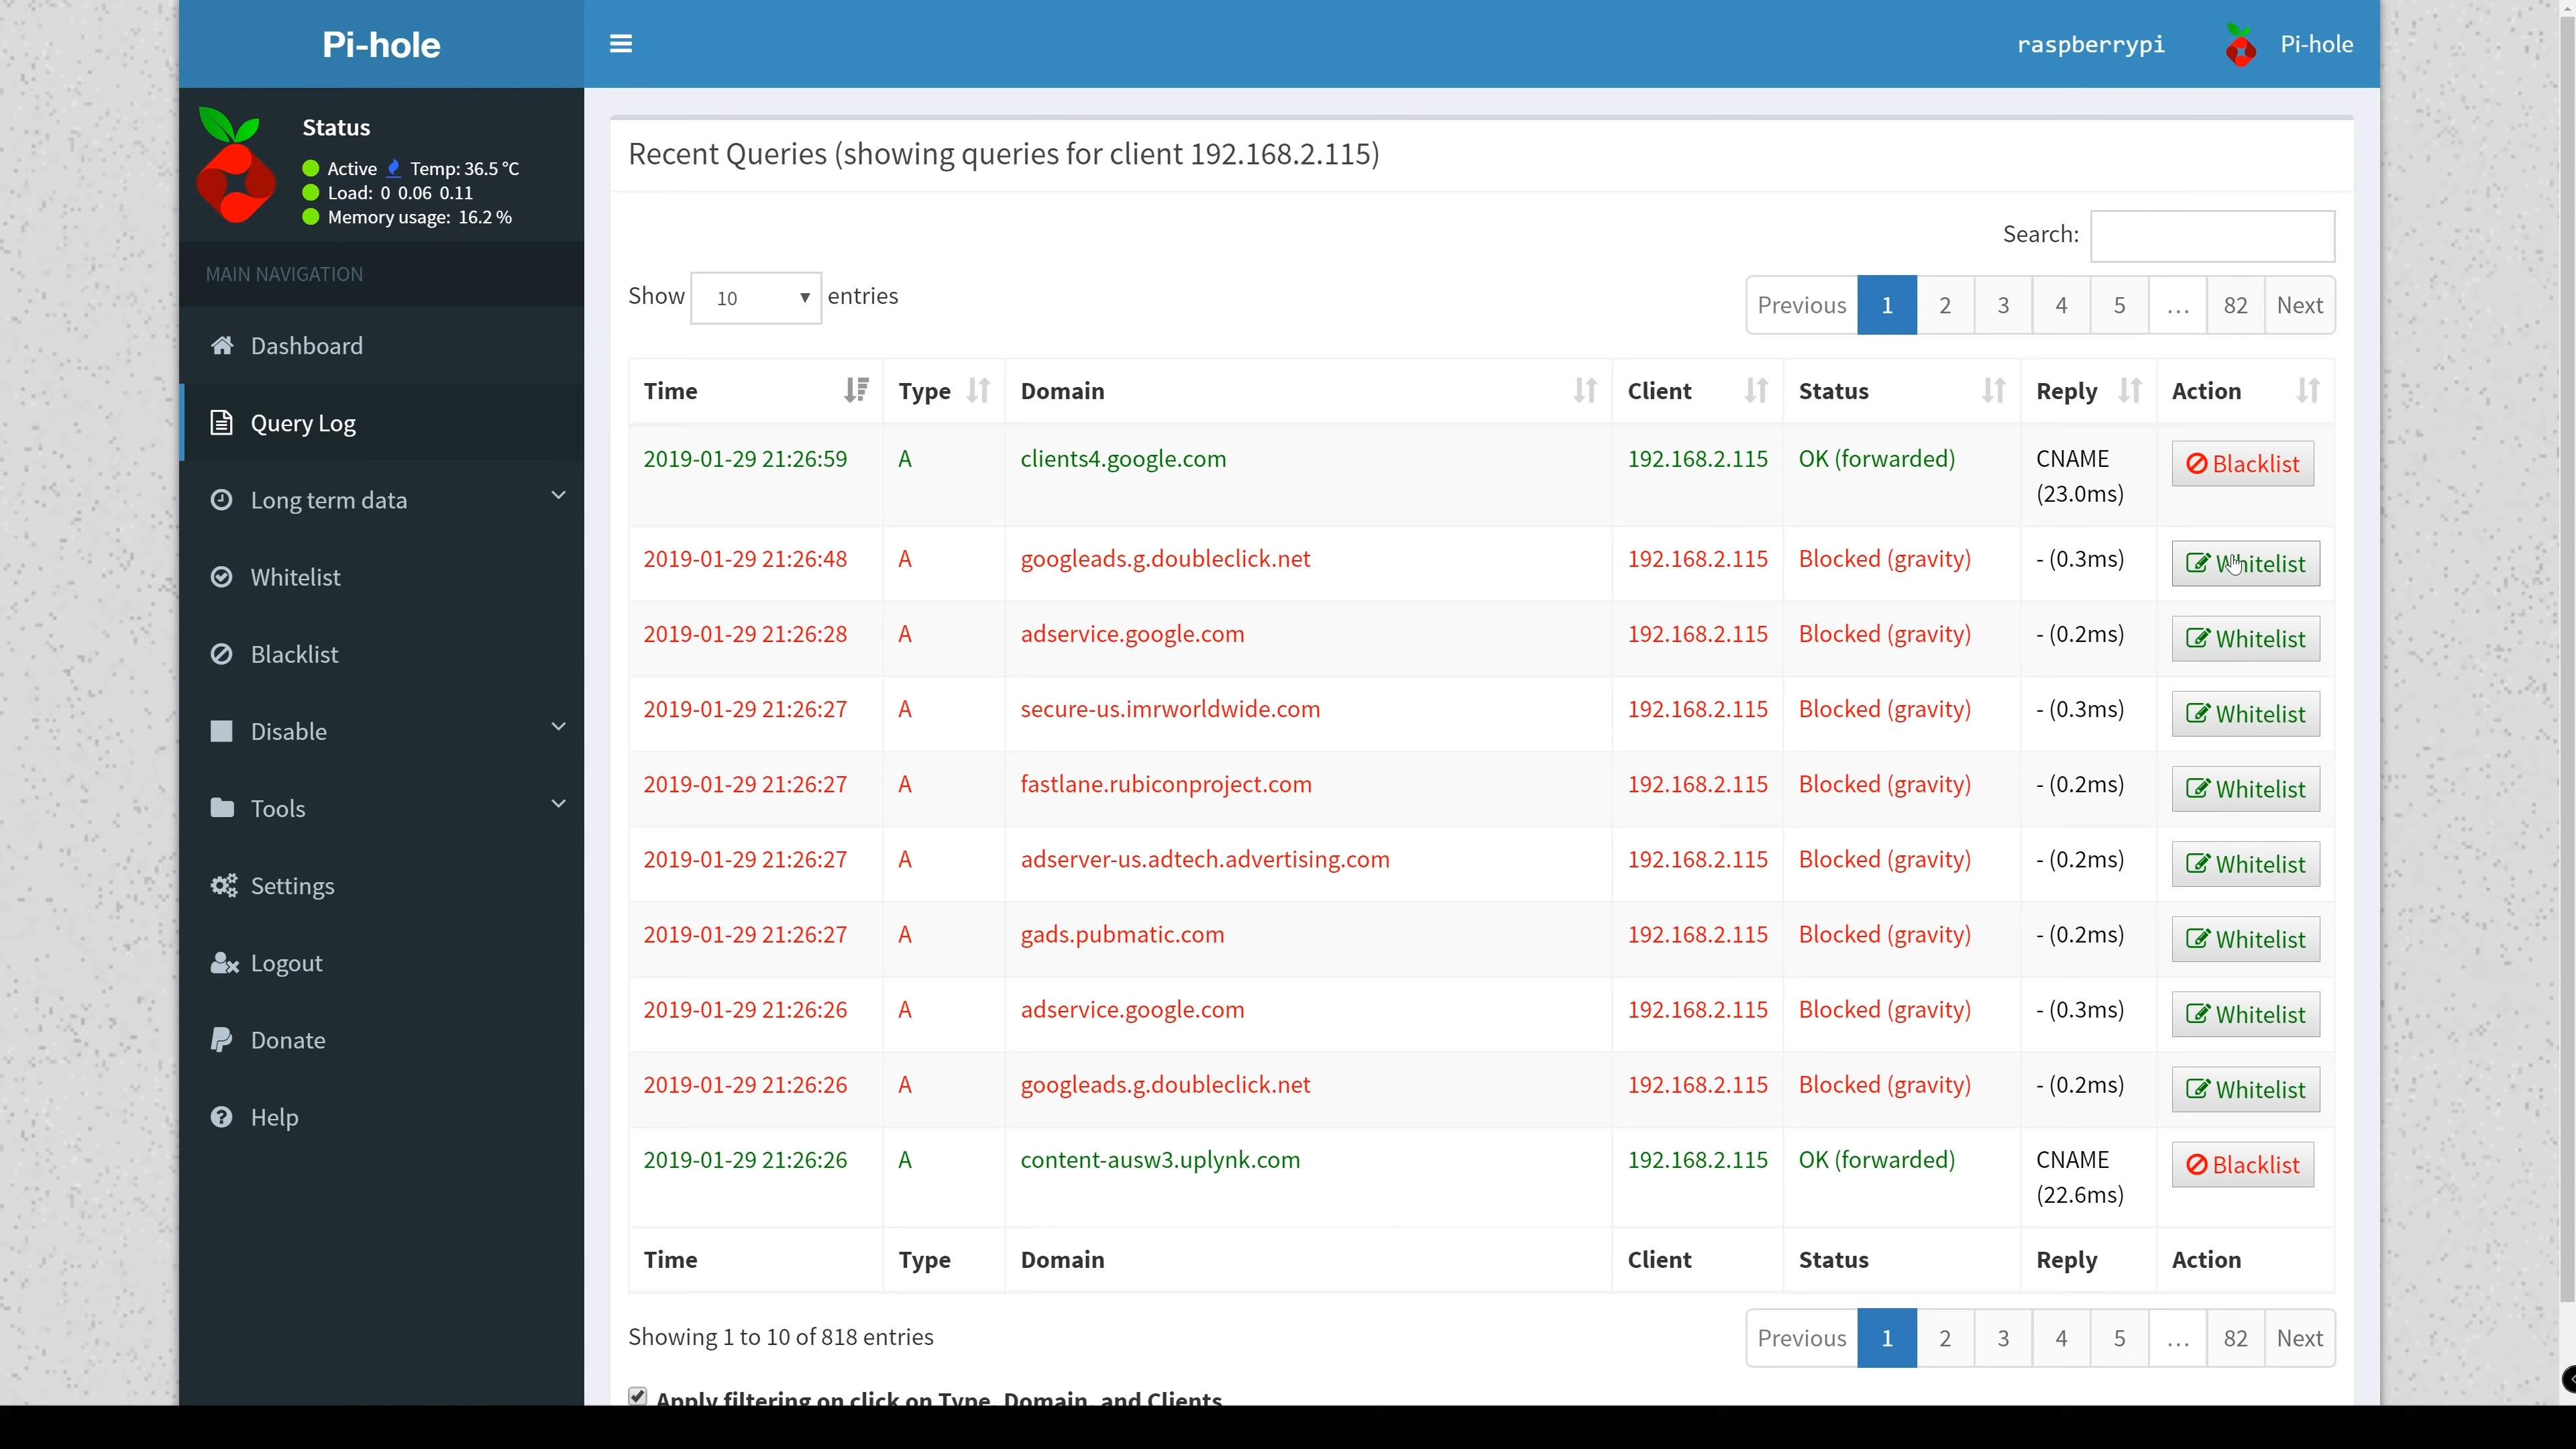 Pi-hole
raspberrypi
Pi-hole
Status
Active Temp: 36.5 °C
Load: 0 0.06 0.11
Memory usage: 16.2 %
MAIN NAVIGATION
Dashboard
Query Log
Long term data
Whitelist
Blacklist
Disable
Tools
Settings
Logout
Donate
Help
Recent Queries (showing queries for client 192.168.2.115)
Search:
Show 10 entries
Previous 1 2 3 4 5 … 82 Next
Time Type Domain Client Status Reply Action
2019-01-29 21:26:59 A clients4.google.com 192.168.2.115 OK (forwarded) CNAME Blacklist
(23.0ms)
2019-01-29 21:26:48 A googleads.g.doubleclick.net 192.168.2.115 Blocked (gravity) - (0.3ms) Whitelist
2019-01-29 21:26:28 A adservice.google.com 192.168.2.115 Blocked (gravity) - (0.2ms) Whitelist
2019-01-29 21:26:27 A secure-us.imrworldwide.com 192.168.2.115 Blocked (gravity) - (0.3ms) Whitelist
2019-01-29 21:26:27 A fastlane.rubiconproject.com 192.168.2.115 Blocked (gravity) - (0.2ms) Whitelist
2019-01-29 21:26:27 A adserver-us.adtech.advertising.com 192.168.2.115 Blocked (gravity) - (0.2ms) Whitelist
2019-01-29 21:26:27 A gads.pubmatic.com 192.168.2.115 Blocked (gravity) - (0.2ms) Whitelist
2019-01-29 21:26:26 A adservice.google.com 192.168.2.115 Blocked (gravity) - (0.3ms) Whitelist
2019-01-29 21:26:26 A googleads.g.doubleclick.net 192.168.2.115 Blocked (gravity) - (0.2ms) Whitelist
2019-01-29 21:26:26 A content-ausw3.uplynk.com 192.168.2.115 OK (forwarded) CNAME Blacklist
(22.6ms)
Time Type Domain Client Status Reply Action
Showing 1 to 10 of 818 entries
Previous 1 2 3 4 5 … 82 Next
Apply filtering on click on Type, Domain, and Clients